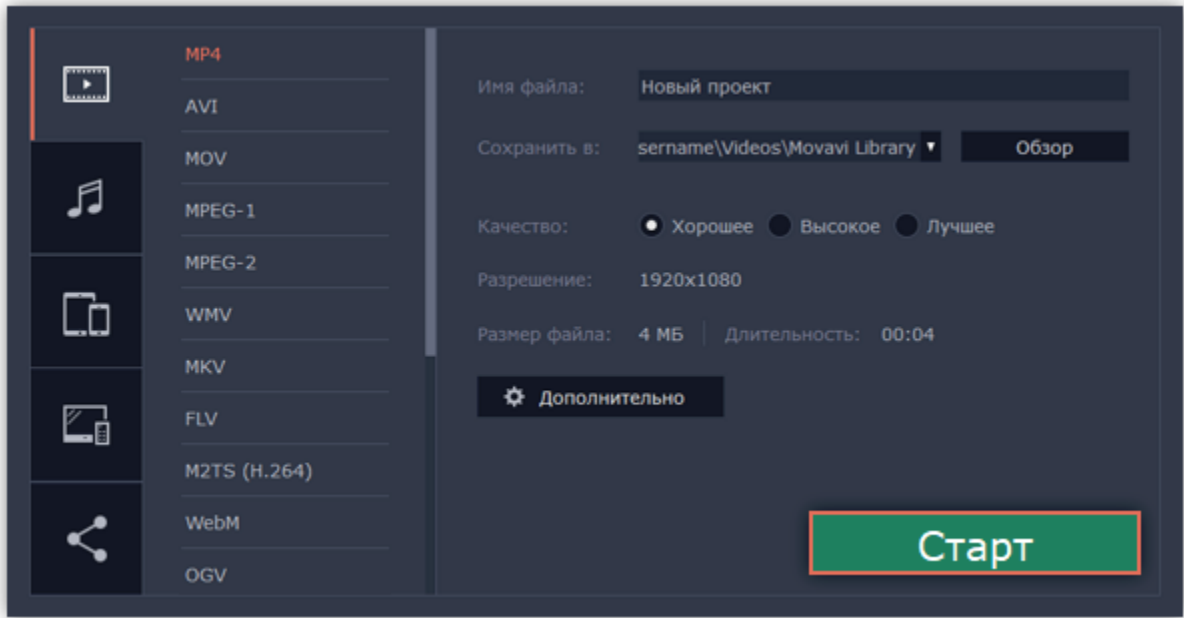 MP4
AVI
MOV
MPEG-1
MPEG-2
WMV
MKV
FLV
M2TS (H.264)
WebM
OGV
Имя файла: Новый проект
Сохранить в: sername\Videos\Movavi Library Обзор
Качество: Хорошее Высокое Лучшее
Разрешение: 1920x1080
Размер файла: 4 МБ Длительность: 00:04
Дополнительно
Старт